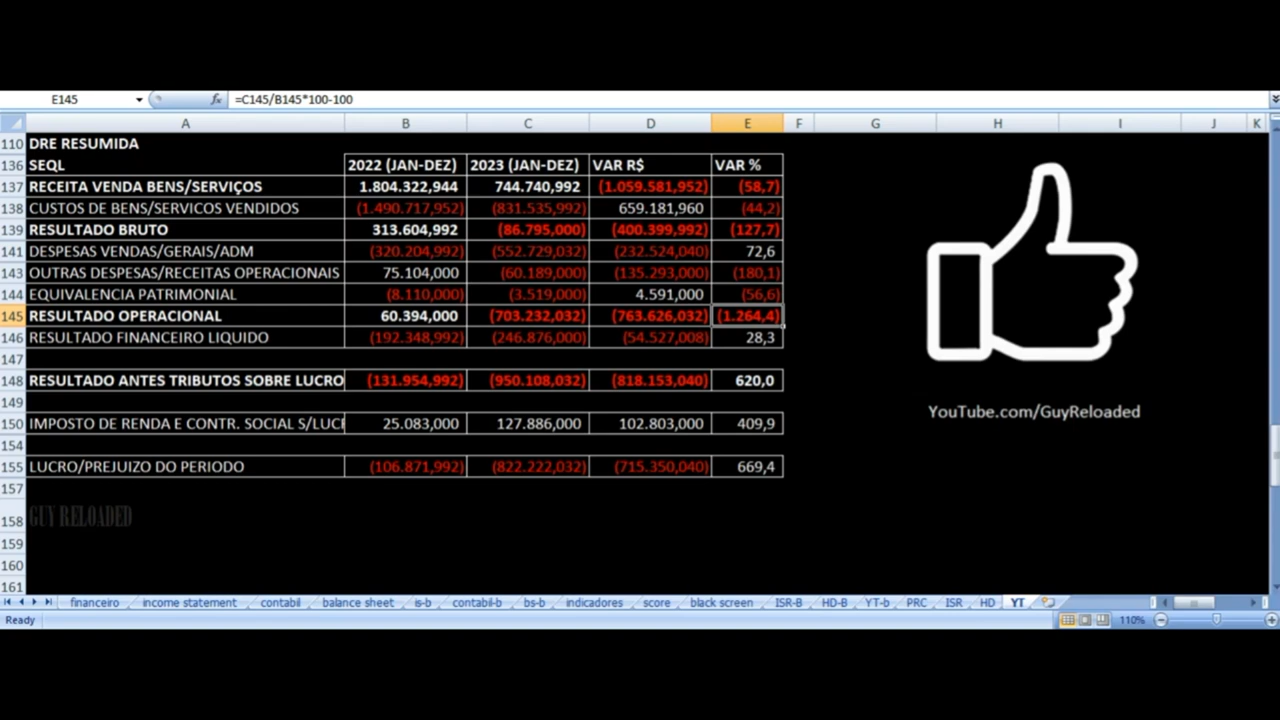 E145 fx =C145/B145*100-100
A B C D E F G H I J K
110 DRE RESUMIDA
136 SEQL 2022 (JAN-DEZ) 2023 (JAN-DEZ) VAR R$ VAR %
137 RECEITA VENDA BENS/SERVIÇOS 1.804.322,944 744.740,992 (1.059.581,952) (58,7)
138 CUSTOS DE BENS/SERVICOS VENDIDOS (1.490.717,952) (831.535,992) 659.181,960 (44,2)
139 RESULTADO BRUTO 313.604,992 (86.795,000) (400.399,992) (127,7)
141 DESPESAS VENDAS/GERAIS/ADM (320.204,992) (552.729,032) (232.524,040) 72,6
143 OUTRAS DESPESAS/RECEITAS OPERACIONAIS 75.104,000 (60.189,000) (135.293,000) (180,1)
144 EQUIVALENCIA PATRIMONIAL (8.110,000) (3.519,000) 4.591,000 (56,6)
145 RESULTADO OPERACIONAL 60.394,000 (703.232,032) (763.626,032) (1.264,4)
146 RESULTADO FINANCEIRO LIQUIDO (192.348,992) (246.876,000) (54.527,008) 28,3
147
148 RESULTADO ANTES TRIBUTOS SOBRE LUCRO (131.954,992) (950.108,032) (818.153,040) 620,0
149
150 IMPOSTO DE RENDA E CONTR. SOCIAL S/LUCR 25.083,000 127.886,000 102.803,000 409,9
154
155 LUCRO/PREJUIZO DO PERIODO (106.871,992) (822.222,032) (715.350,040) 669,4
157
158 GUY RELOADED
159
160
161
YouTube.com/GuyReloaded
financeiro income statement contabil balance sheet is-b contabil-b bs-b indicadores score black screen ISR-B HD-B YT-b PRC ISR HD YT
Ready 110%